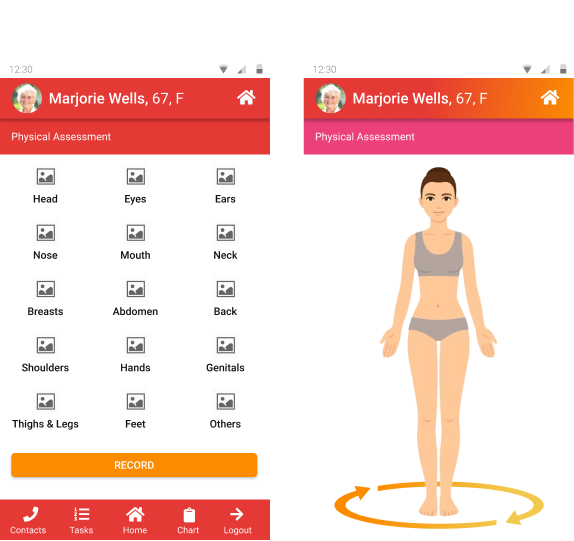 12:30
Marjorie Wells, 67, F
Physical Assessment
Head Eyes Ears
Nose Mouth Neck
Breasts Abdomen Back
Shoulders Hands Genitals
Thighs & Legs Feet Others
RECORD
Contacts Tasks Home Chart Logout
12:30
Marjorie Wells, 67, F
Physical Assessment